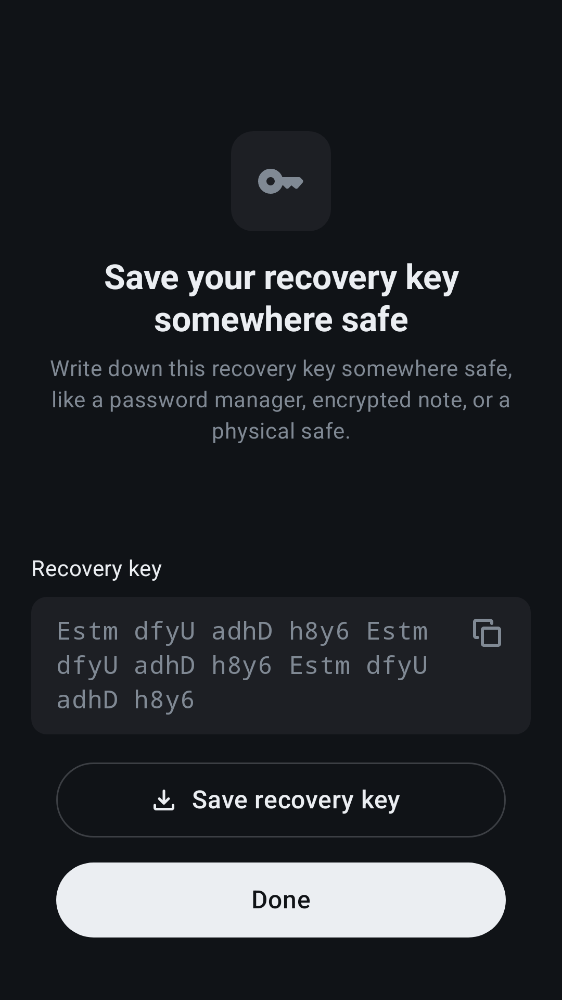 Save your recovery key
somewhere safe
Write down this recovery key somewhere safe,
like a password manager, encrypted note, or a
physical safe.
Recovery key
Estm dfyU adhD h8y6 Estm
dfyU adhD h8y6 Estm dfyU
adhD h8y6
Save recovery key
Done